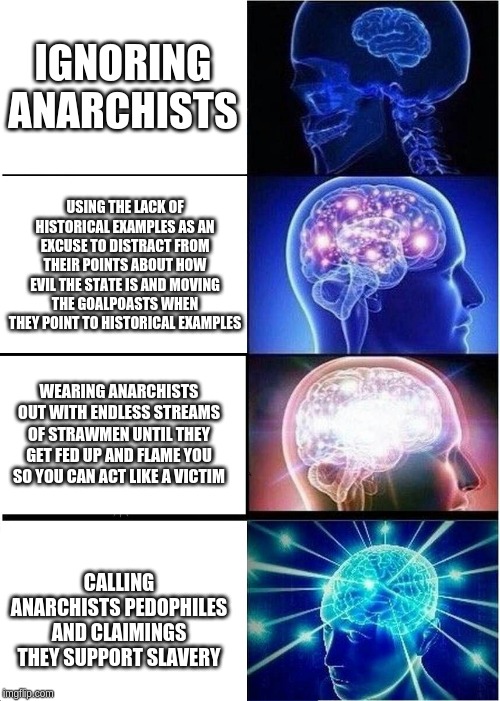 IGNORING
ANARCHISTS
USING THE LACK OF
HISTORICAL EXAMPLES AS AN
EXCUSE TO DISTRACT FROM
THEIR POINTS ABOUT HOW
EVIL THE STATE IS AND MOVING
THE GOALPOASTS WHEN
THEY POINT TO HISTORICAL EXAMPLES
WEARING ANARCHISTS
OUT WITH ENDLESS STREAMS
OF STRAWMEN UNTIL THEY
GET FED UP AND FLAME YOU
SO YOU CAN ACT LIKE A VICTIM
CALLING
ANARCHISTS PEDOPHILES
AND CLAIMINGS
THEY SUPPORT SLAVERY
imgflip.com